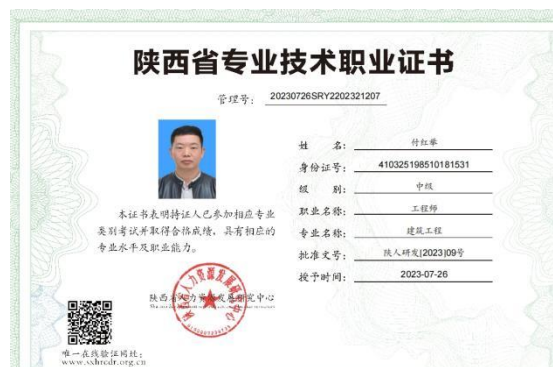 陕西省专业技术职业证书
管理号: 20230726SRY2202321207
姓 名: 付红举
身份证号: 410325198510181531
级 别: 中级
职业名称: 工程师
专业名称: 建筑工程
批准文号: 陕人研发[2023]09号
授予时间: 2023-07-26
本证书表明持证人已参加相应专业
类别考试并取得合格成绩,具有相应的
专业水平及职业能力。
陕西省人力资源发展研究中心
唯一在线验证网址:
www.sxhrcdr.org.cn